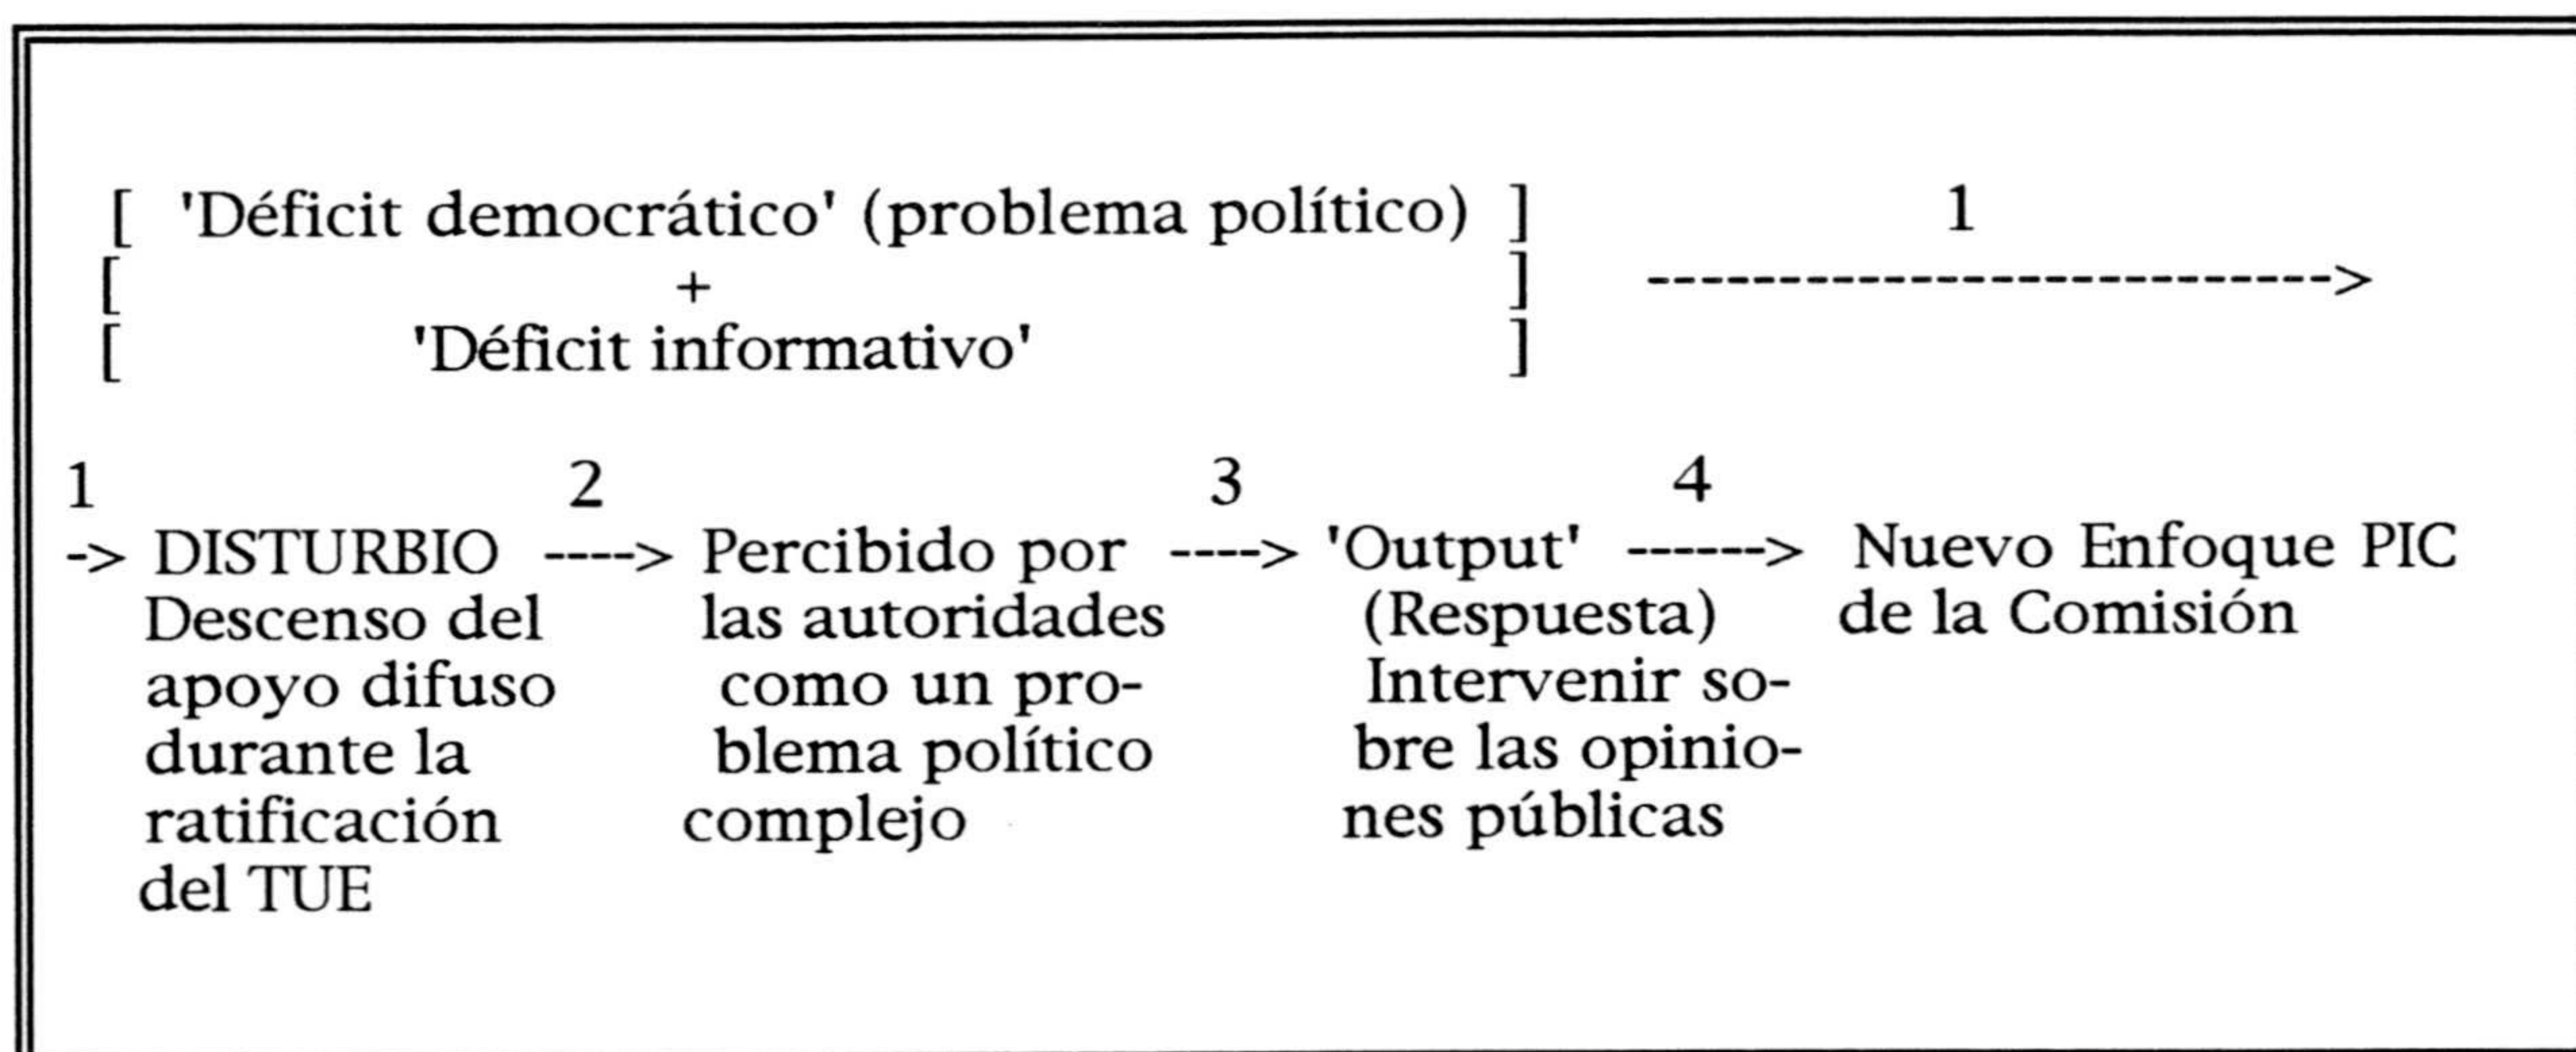 [ 'Déficit democrático' (problema político) ] 1
[ + ] -------------------------->
[ 'Déficit informativo' ]
1 2 3 4
-> DISTURBIO ----> Percibido por ----> 'Output' ------> Nuevo Enfoque PIC
Descenso del las autoridades (Respuesta) de la Comisión
apoyo difuso como un pro- Intervenir so-
durante la blema político bre las opinio-
ratificación complejo nes públicas
del TUE